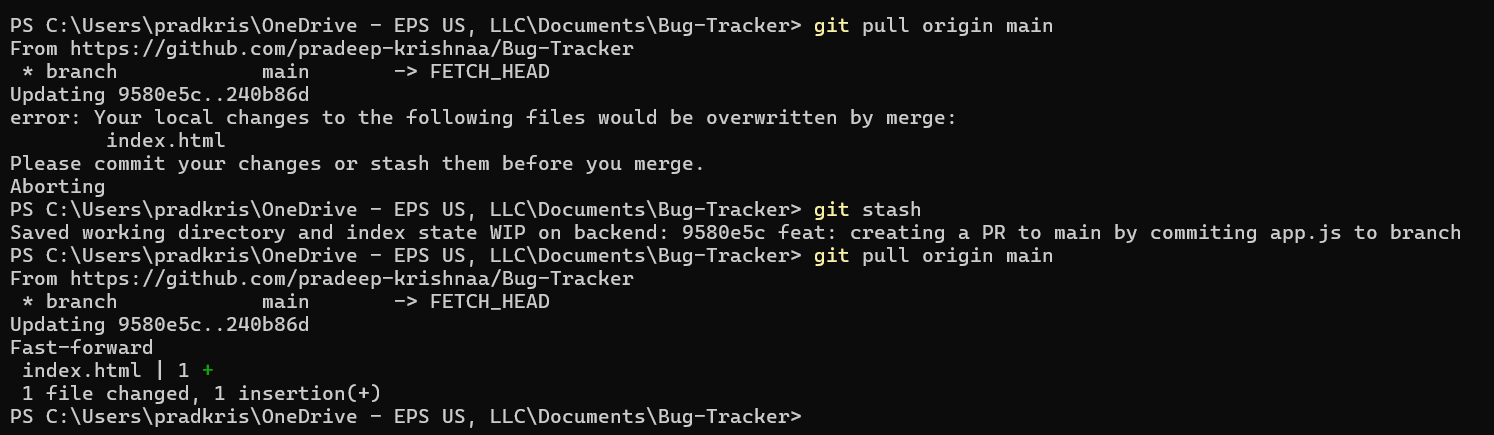 PS C:\Users\pradkris\OneDrive - EPS US, LLC\Documents\Bug-Tracker> git pull origin main
From https://github.com/pradeep-krishnaa/Bug-Tracker
 * branch            main       -> FETCH_HEAD
Updating 9580e5c..240b86d
error: Your local changes to the following files would be overwritten by merge:
        index.html
Please commit your changes or stash them before you merge.
Aborting
PS C:\Users\pradkris\OneDrive - EPS US, LLC\Documents\Bug-Tracker> git stash
Saved working directory and index state WIP on backend: 9580e5c feat: creating a PR to main by commiting app.js to branch
PS C:\Users\pradkris\OneDrive - EPS US, LLC\Documents\Bug-Tracker> git pull origin main
From https://github.com/pradeep-krishnaa/Bug-Tracker
 * branch            main       -> FETCH_HEAD
Updating 9580e5c..240b86d
Fast-forward
 index.html | 1 +
 1 file changed, 1 insertion(+)
PS C:\Users\pradkris\OneDrive - EPS US, LLC\Documents\Bug-Tracker>